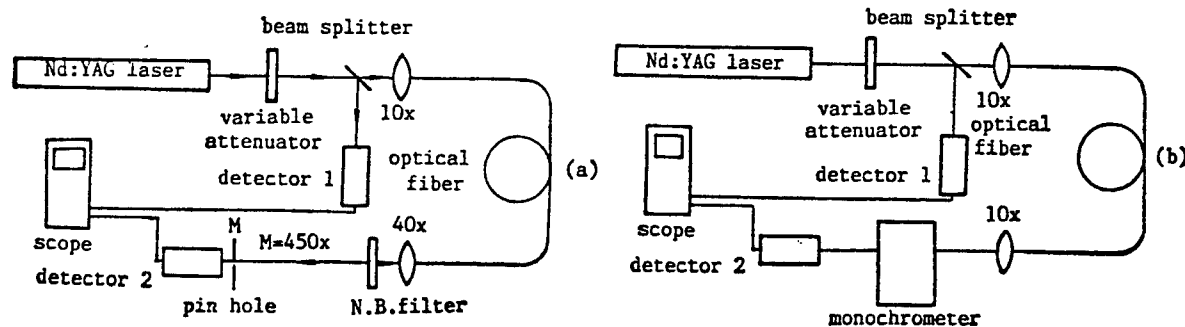 beam splitter
Nd:YAG laser
variable
attenuator
10x
optical
fiber
(a)
detector 1
scope
M
M=450x
40x
detector 2
pin hole
N.B.filter
beam splitter
Nd:YAG laser
variable
attenuator
10x
optical
fiber
(b)
detector 1
scope
10x
detector 2
monochrometer